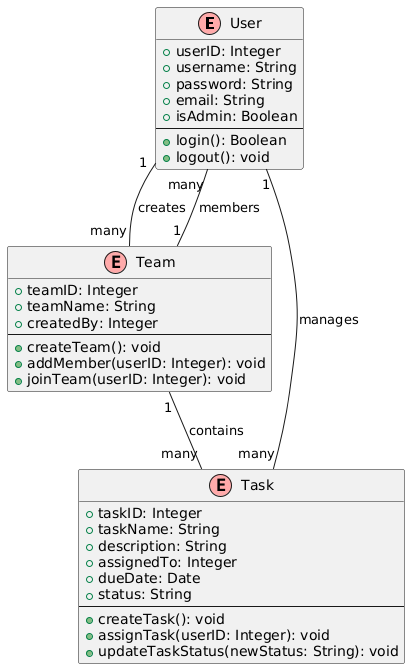 E User
userID: Integer
username: String
password: String
email: String
isAdmin: Boolean
login(): Boolean
logout(): void
1
many
1
creates
members
many
1
manages
E Team
teamID: Integer
teamName: String
createdBy: Integer
createTeam(): void
addMember(userID: Integer): void
joinTeam(userID: Integer): void
1
contains
many
many
E Task
taskID: Integer
taskName: String
description: String
assignedTo: Integer
dueDate: Date
status: String
createTask(): void
assignTask(userID: Integer): void
updateTaskStatus(newStatus: String): void